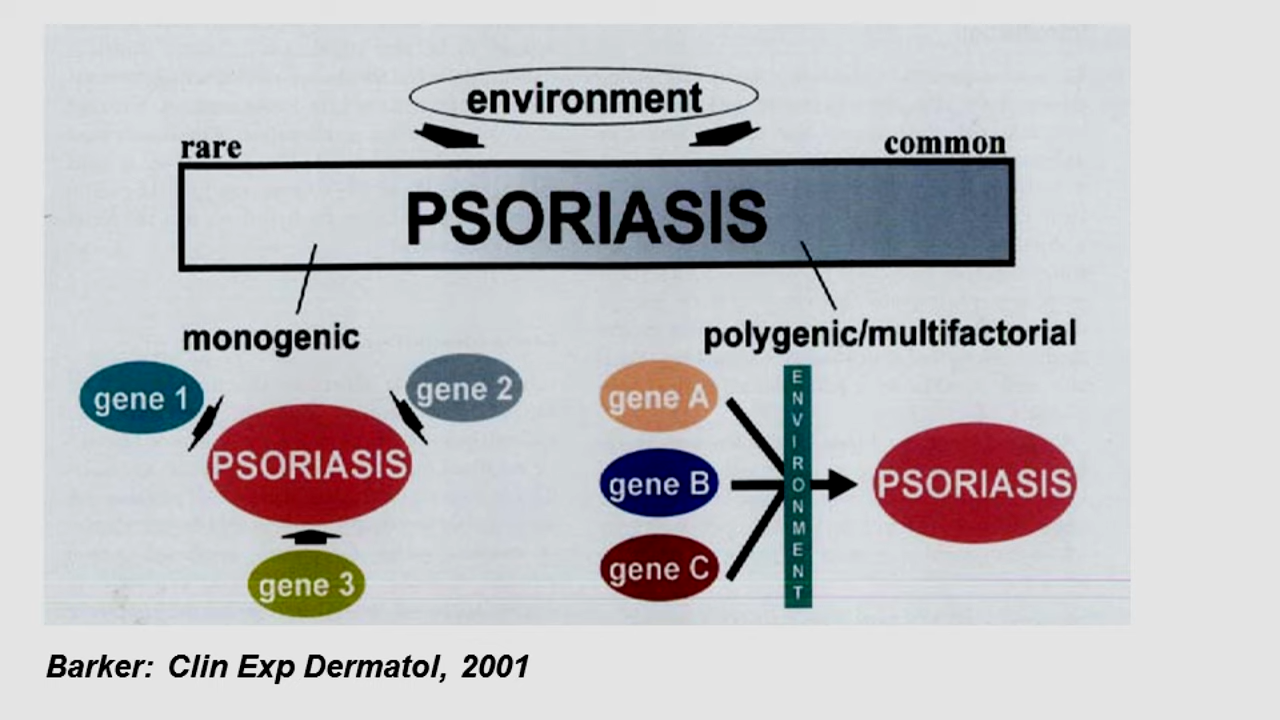 environment
rare
common
PSORIASIS
monogenic
polygenic/multifactorial
gene 1
gene 2
PSORIASIS
gene 3
gene A
gene B
gene C
ENVIRONMENT
PSORIASIS
Barker: Clin Exp Dermatol, 2001